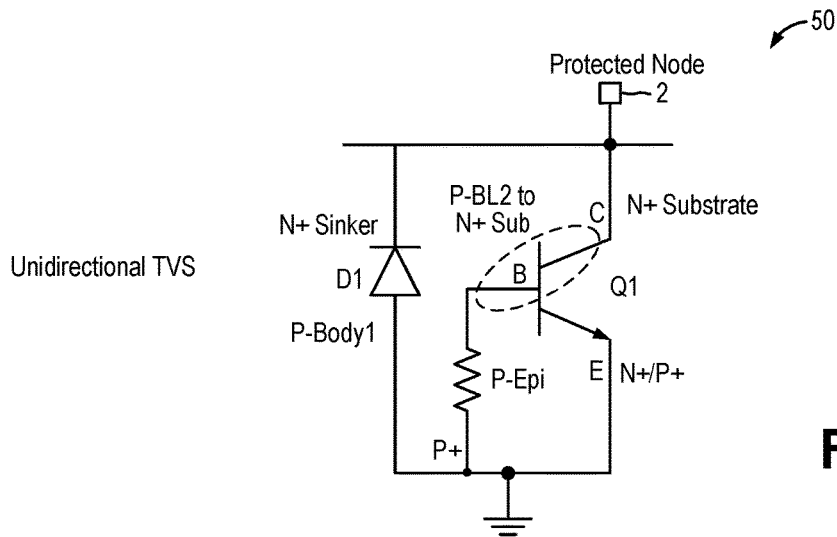 50
Protected Node
2
P-BL2 to
N+ Sub
C
N+ Substrate
N+ Sinker
Unidirectional TVS
D1
B
Q1
P-Body1
P-Epi
E
N+/P+
P+